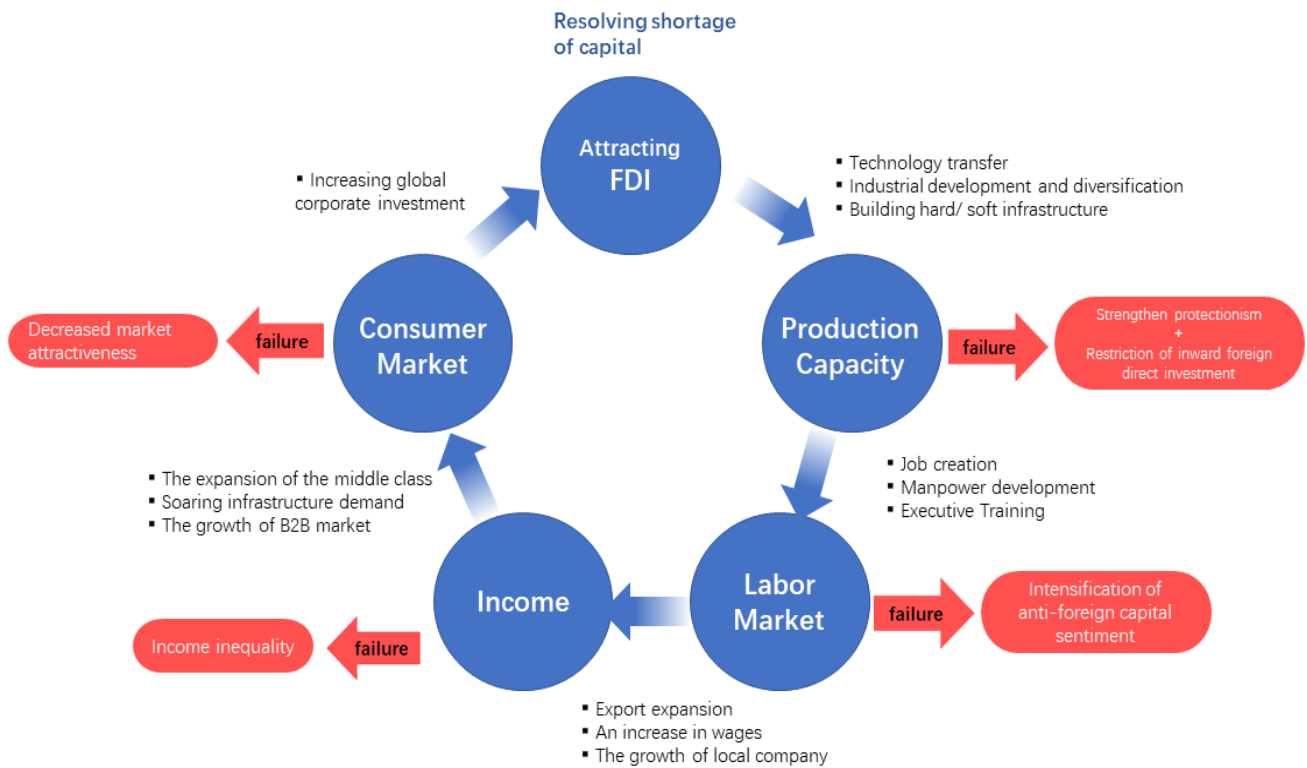 Resolving shortage
of capital
Attracting
FDI
▪ Technology transfer
▪ Industrial development and diversification
▪ Building hard/ soft infrastructure
▪ Increasing global
corporate investment
Production
Capacity
failure
Strengthen protectionism
+
Restriction of inward foreign
direct investment
▪ Job creation
▪ Manpower development
▪ Executive Training
Labor
Market
failure
Intensification of
anti-foreign capital
sentiment
▪ Export expansion
▪ An increase in wages
▪ The growth of local company
Income
failure
Income inequality
▪ The expansion of the middle class
▪ Soaring infrastructure demand
▪ The growth of B2B market
Consumer
Market
failure
Decreased market
attractiveness